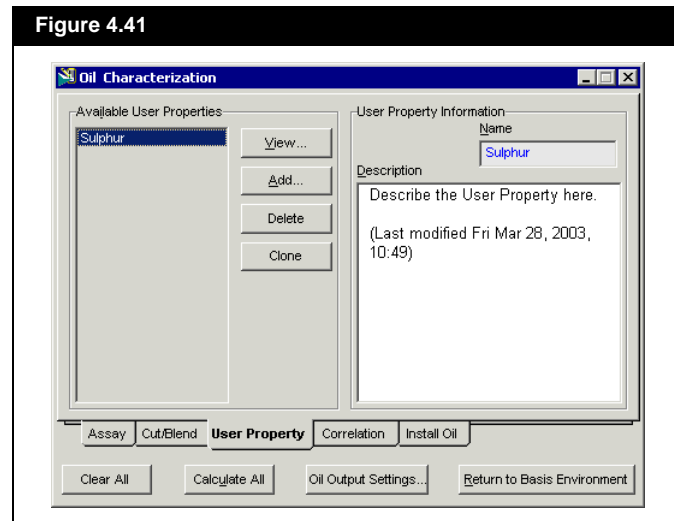 Figure 4.41
Oil Characterization
Available User Properties
Sulphur
View...
Add...
Delete
Clone
User Property Information
Name
Sulphur
Description
Describe the User Property here.
(Last modified Fri Mar 28, 2003,
10:49)
Assay Cut/Blend User Property Correlation Install Oil
Clear All Calculate All Oil Output Settings... Return to Basis Environment